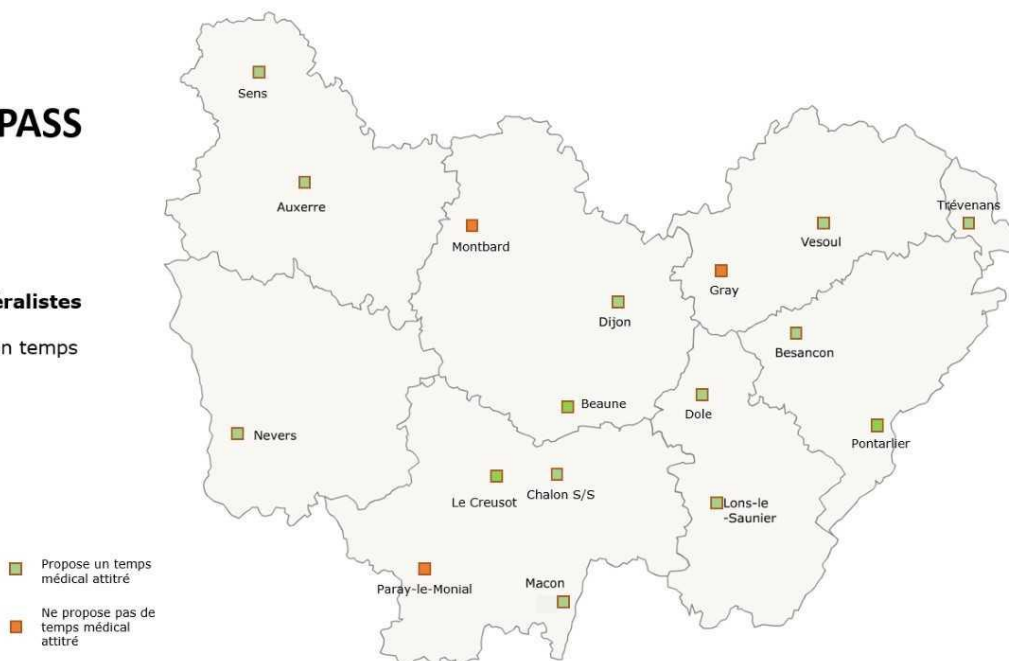 PASS
éralistes
n temps
Sens
Auxerre
Montbard
Trévenans
Vesoul
Gray
Dijon
Besancon
Beaune
Dole
Nevers
Pontarlier
Le Creusot
Chalon S/S
Lons-le
-Saunier
Paray-le-Monial
Macon
Propose un temps
médical attitré
Ne propose pas de
temps médical
attitré